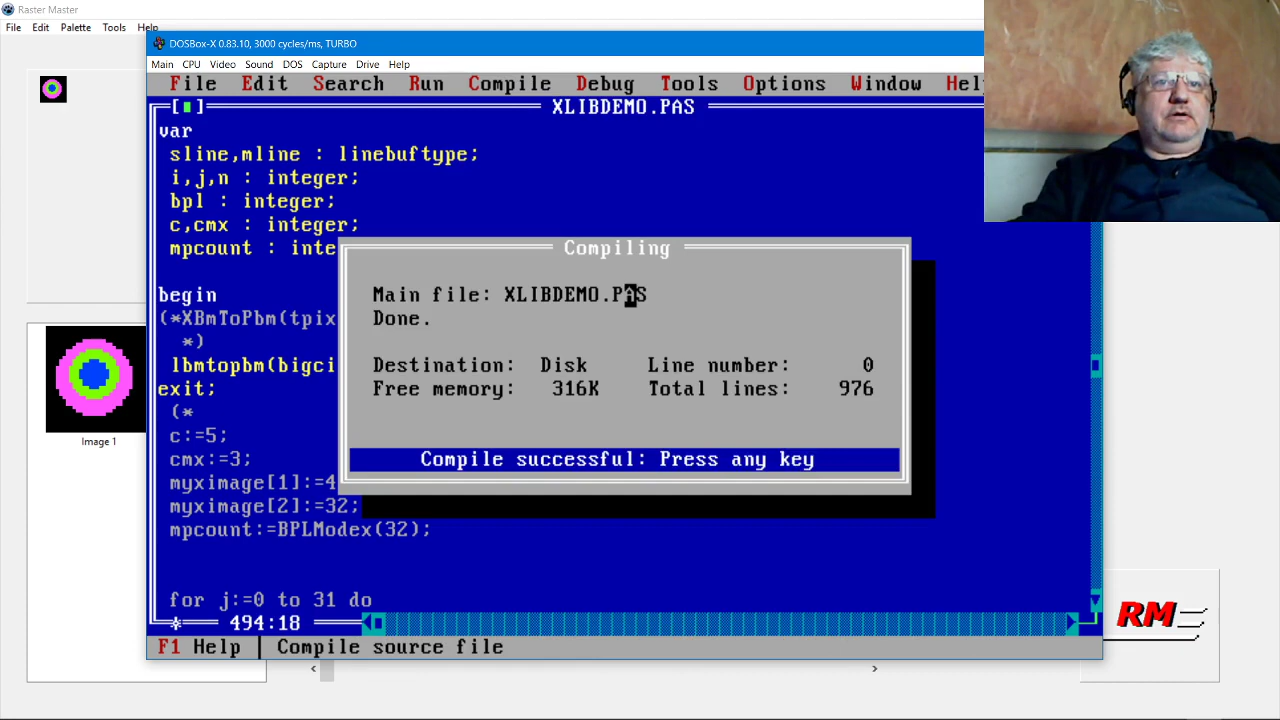 Raster Master
File Edit Palette Tools Help
DOSBox-X 0.83.10, 3000 cycles/ms, TURBO
Main CPU Video Sound DOS Capture Drive Help
File Edit Search Run Compile Debug Tools Options Window Hel
XLIBDEMO.PAS
var
sline,mline : linebuftype;
i,j,n : integer;
bpl : integer;
c,cmx : integer;
mpcount : inte
begin
(*XBmToPbm(tpix
*)
lbmtopbm(bigci
exit;
(*
c:=5;
cmx:=3;
myximage[1]:=4
myximage[2]:=32;
mpcount:=BPLModex(32);
for j:=0 to 31 do
494:18
Compiling
Main file: XLIBDEMO.PAS
Done.
Destination: Disk Line number: 0
Free memory: 316K Total lines: 976
Compile successful: Press any key
F1 Help | Compile source file
Image 1
RM